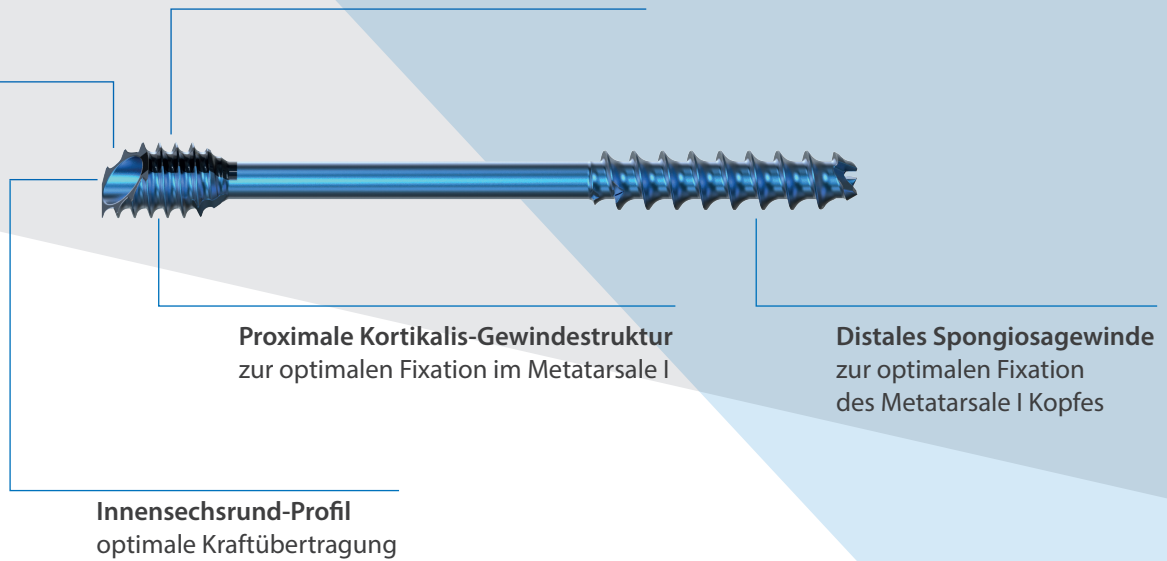 Proximale Kortikalis-Gewindestruktur
zur optimalen Fixation im Metatarsale I
Distales Spongiosagewinde
zur optimalen Fixation
des Metatarsale I Kopfes
Innensechsrund-Profil
optimale Kraftübertragung